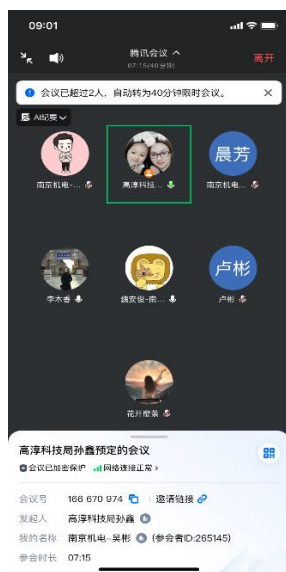 09:01
腾讯会议
07:15(40分钟)
离开
会议已超过2人，自动转为40分钟限时会议。
AI纪要
晨芳
南京机电-...
高淳科技...
南京机电...
卢彬
李木香
魏安俊-南...
卢彬
花开磨蒺
高淳科技局孙鑫预定的会议
会议已加密保护 网络连接正常
会议号 166 670 974 邀请链接
发起人 高淳科技局孙鑫
我的名称 南京机电-吴彬 (参会者ID:265145)
参会时长 07:15